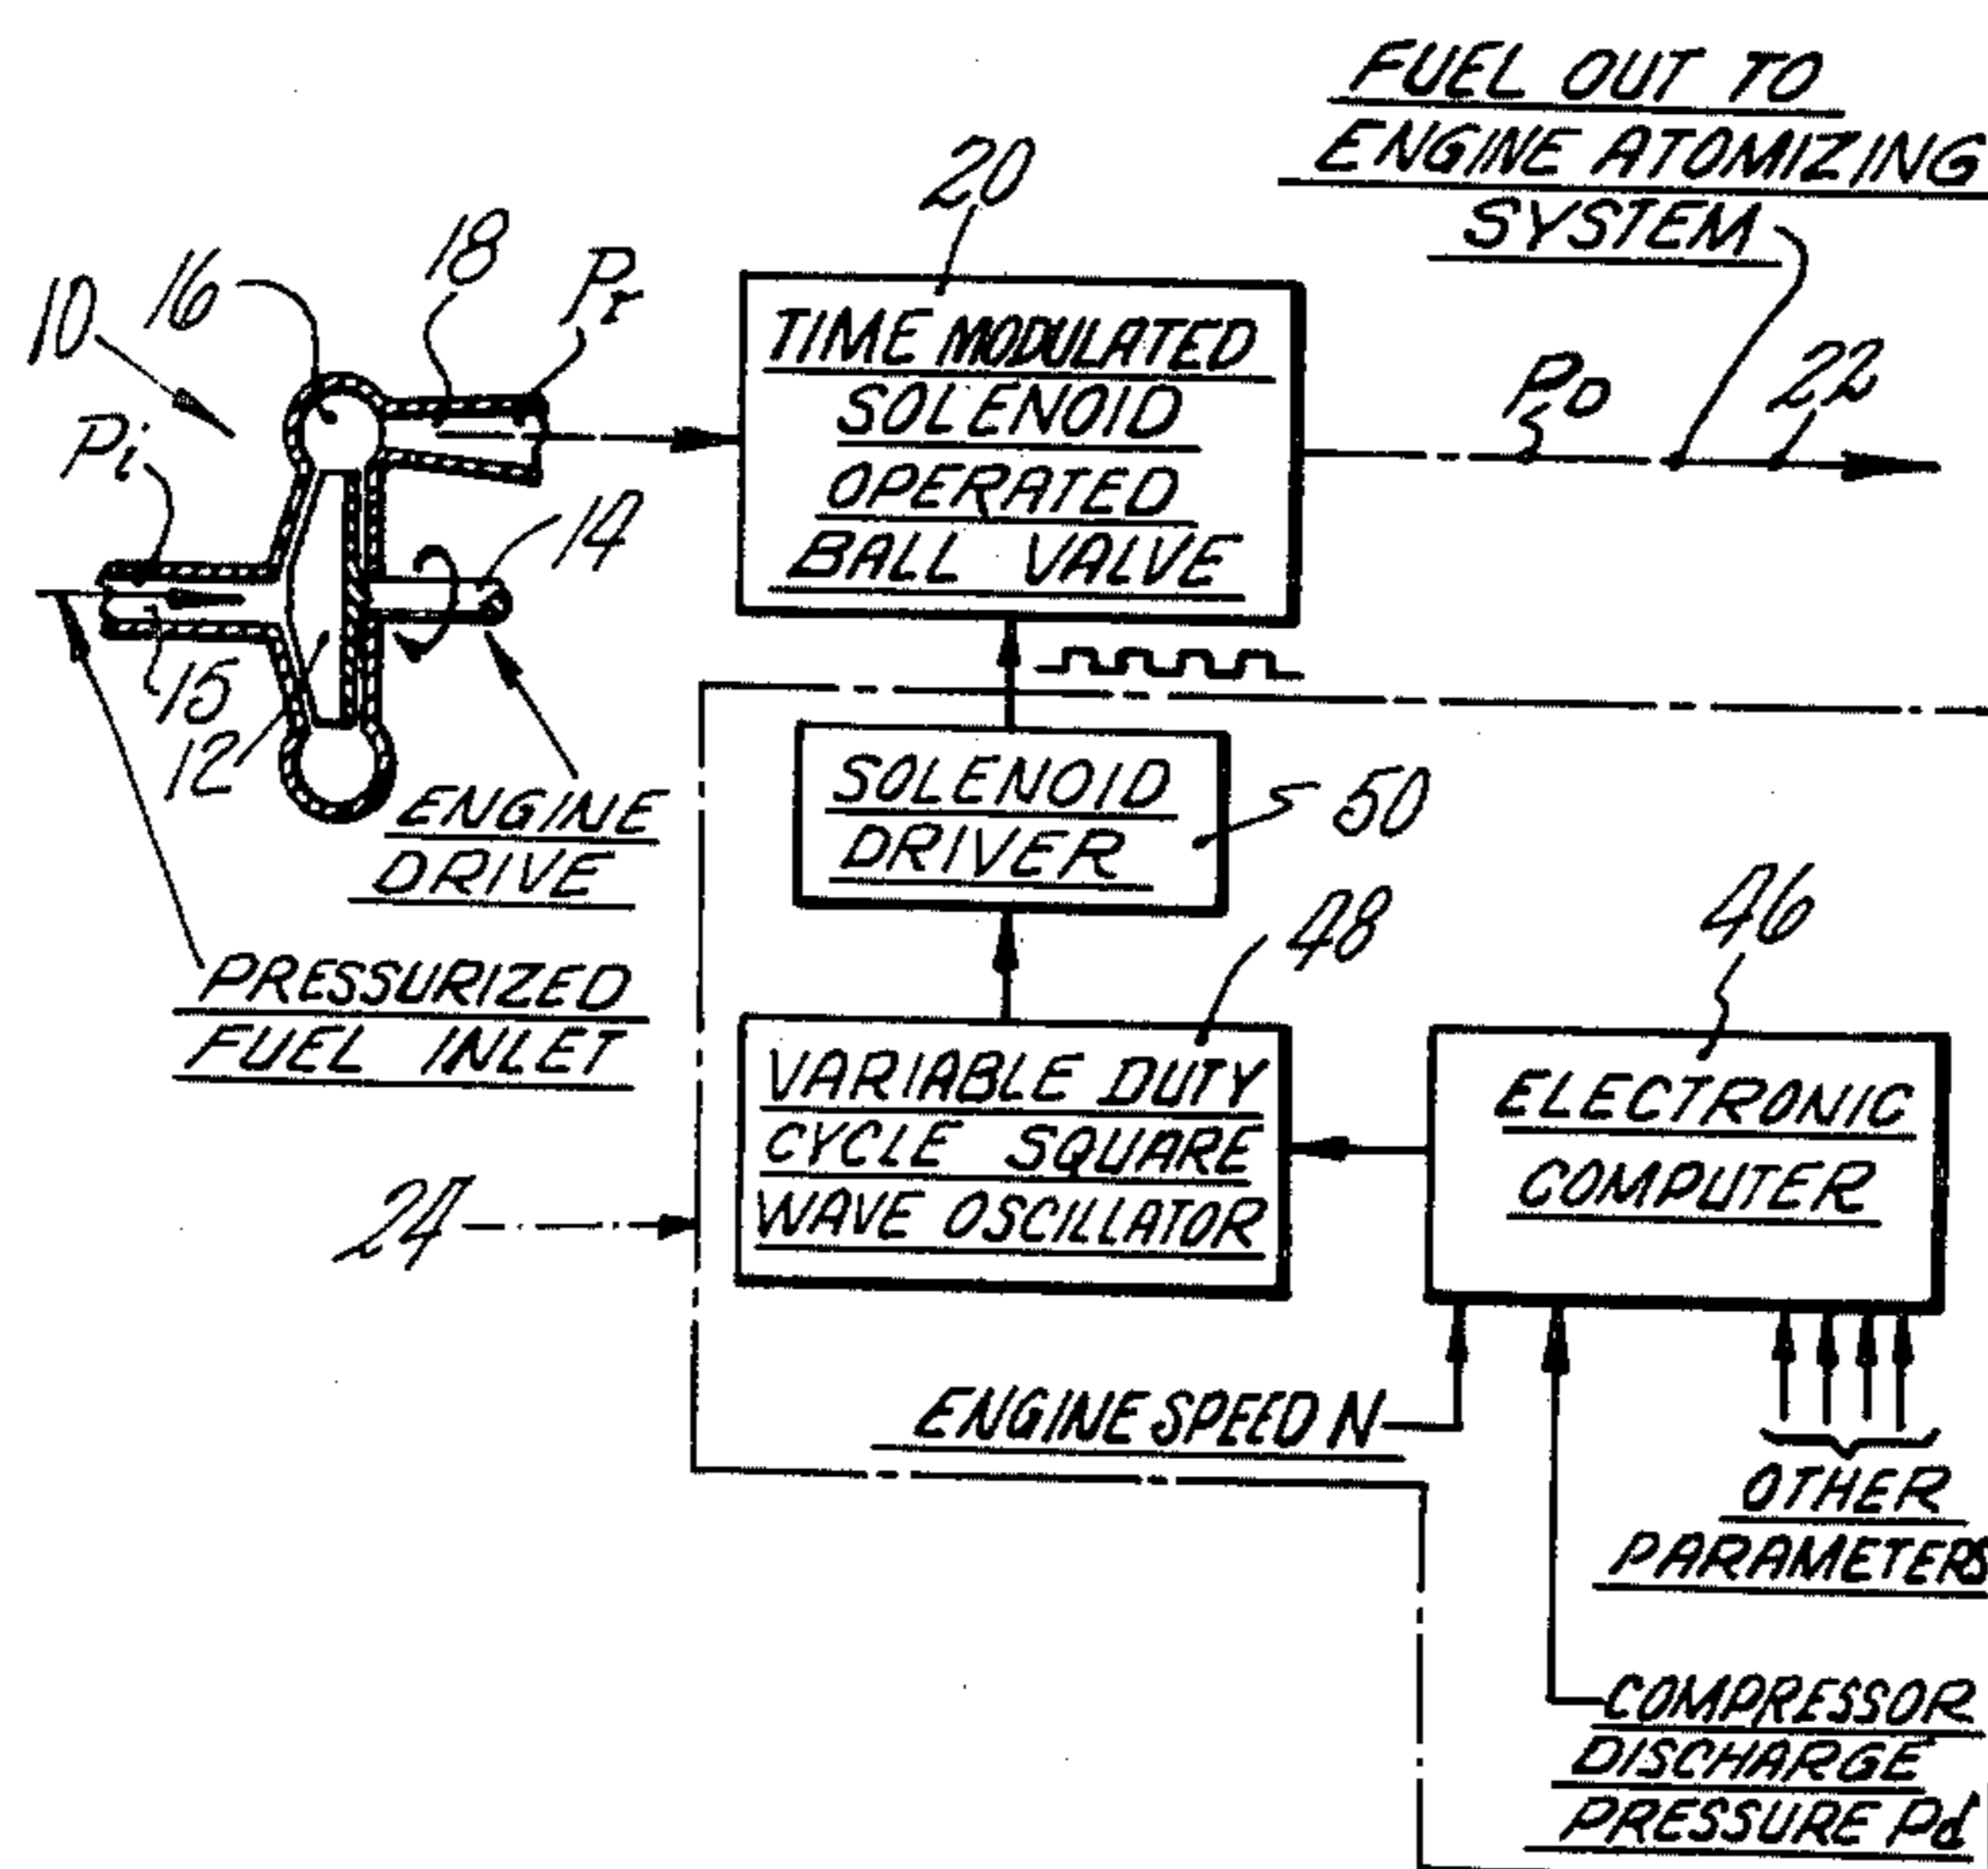 FUEL OUT TO
ENGINE ATOMIZING
SYSTEM
20
18
Pr
16
10
Pi
TIME MODULATED
SOLENOID
OPERATED
BALL VALVE
Po
22
14
15
12
ENGINE
DRIVE
SOLENOID
DRIVER
50
PRESSURIZED
FUEL INLET
48
46
VARIABLE DUTY
CYCLE SQUARE
WAVE OSCILLATOR
ELECTRONIC
COMPUTER
24
ENGINE SPEED N
OTHER
PARAMETERS
COMPRESSOR
DISCHARGE
PRESSURE Pd